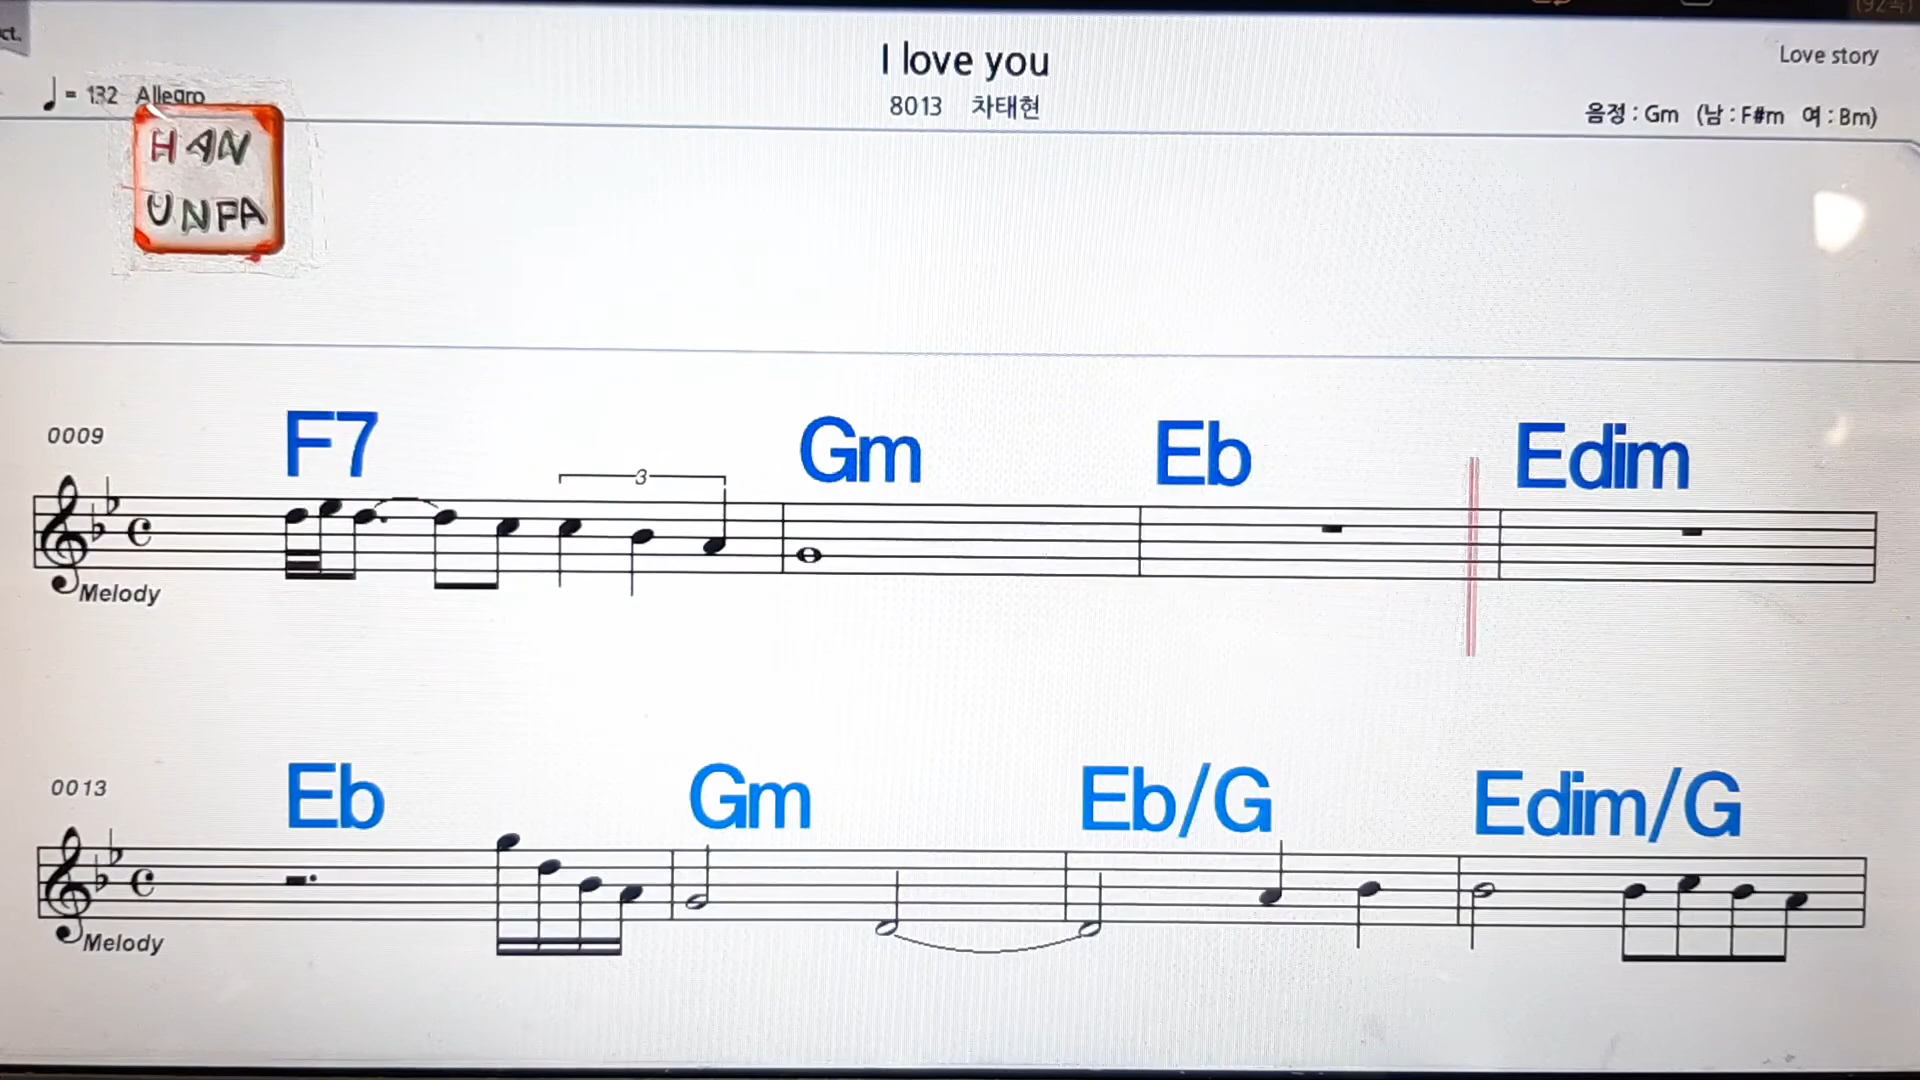 ct.
I love you
Love story
= 132 Allegro
8013 차태현
음정 : Gm (남 : F#m 여 : Bm)
HAN
UNPA
0009
F7 Gm Eb Edim
3
Melody
0013
Eb Gm Eb/G Edim/G
Melody